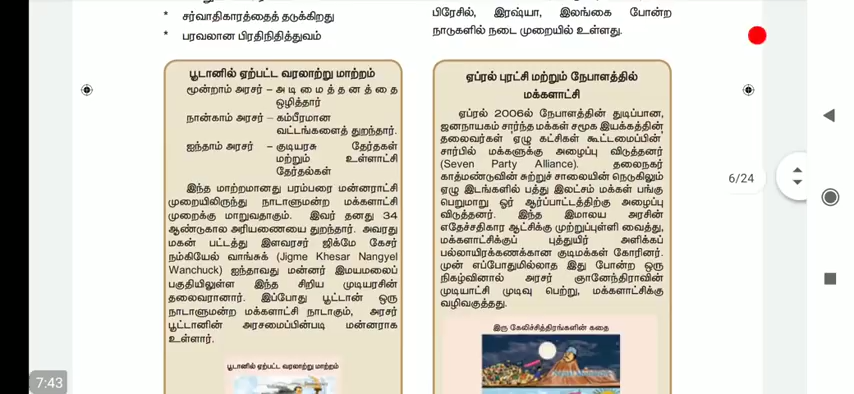 * சர்வாதிகாரத்தைத் தடுக்கிறது
* பரவலான பிரதிநிதித்துவம்
பிரேசில், இரஷ்யா, இலங்கை போன்ற
நாடுகளில் நடை முறையில் உள்ளது.
பூடானில் ஏற்பட்ட வரலாற்று மாற்றம்
மூன்றாம் அரசர் – அடிமைத்தனத்தை
ஒழித்தார்
நான்காம் அரசர் – கம்பீரமான
வட்டங்களைத் துறந்தார்.
ஐந்தாம் அரசர் – குடியரசு தேர்தகள்
மற்றும் உள்ளாட்சி
தேர்தல்கள்
இந்த மாற்றமானது பரம்பரை மன்னராட்சி
முறையிலிருந்து நாடாளுமன்ற மக்களாட்சி
முறைக்கு மாறுவதாகும். இவர் தனது 34
ஆண்டுகால அரியணையை துறந்தார். அவரது
மகன் பட்டத்து இளவரசர் ஜிக்மே கேசர்
நம்கியேல் வாங்சுக் (Jigme Khesar Nangyel
Wanchuck) ஐந்தாவது மன்னர் இமயமலைப்
பகுதியிலுள்ள இந்த சிறிய முடியரசின்
தலைவரானார். இப்போது பூட்டான் ஒரு
நாடாளுமன்ற மக்களாட்சி நாடாகும், அரசர்
பூட்டானின் அரசமைப்பின்படி மன்னராக
உள்ளார்.
பூடானில் ஏற்பட்ட வரலாற்று மாற்றம்
ஏப்ரல் புரட்சி மற்றும் நேபாளத்தில்
மக்களாட்சி
ஏப்ரல் 2006ல் நேபாளத்தின் துடிப்பான,
ஜனநாயகம் சார்ந்த மக்கள் சமூக இயக்கத்தின்
தலைவர்கள் ஏழு கட்சிகள் கூட்டமைப்பின்
சார்பில் மக்களுக்கு அழைப்பு விடுத்தனர்
(Seven Party Alliance). தலைநகர்
காத்மண்டுவின் சுற்றுச் சாலையின் நெடுகிலும்
ஏழு இடங்களில் பத்து இலட்சம் மக்கள் பங்கு
பெறுமாறு ஓர் ஆர்ப்பாட்டத்திற்கு அழைப்பு
விடுத்தனர். இந்த இமாலய அரசின்
எதேச்சதிகார ஆட்சிக்கு முற்றுப்புள்ளி வைத்து,
மக்களாட்சிக்குப் புத்துயிர் அளிக்கப்
பல்லாயிரக்கணக்கான குடிமக்கள் கோரினர்.
முன் எப்போதுமில்லாத இது போன்ற ஒரு
நிகழ்வினால் அரசர் ஞானேந்திராவின்
முடியாட்சி முடிவு பெற்று, மக்களாட்சிக்கு
வழிவகுத்தது.
இரு கேலிச்சித்திரங்களின் கதை
6/24
7:43